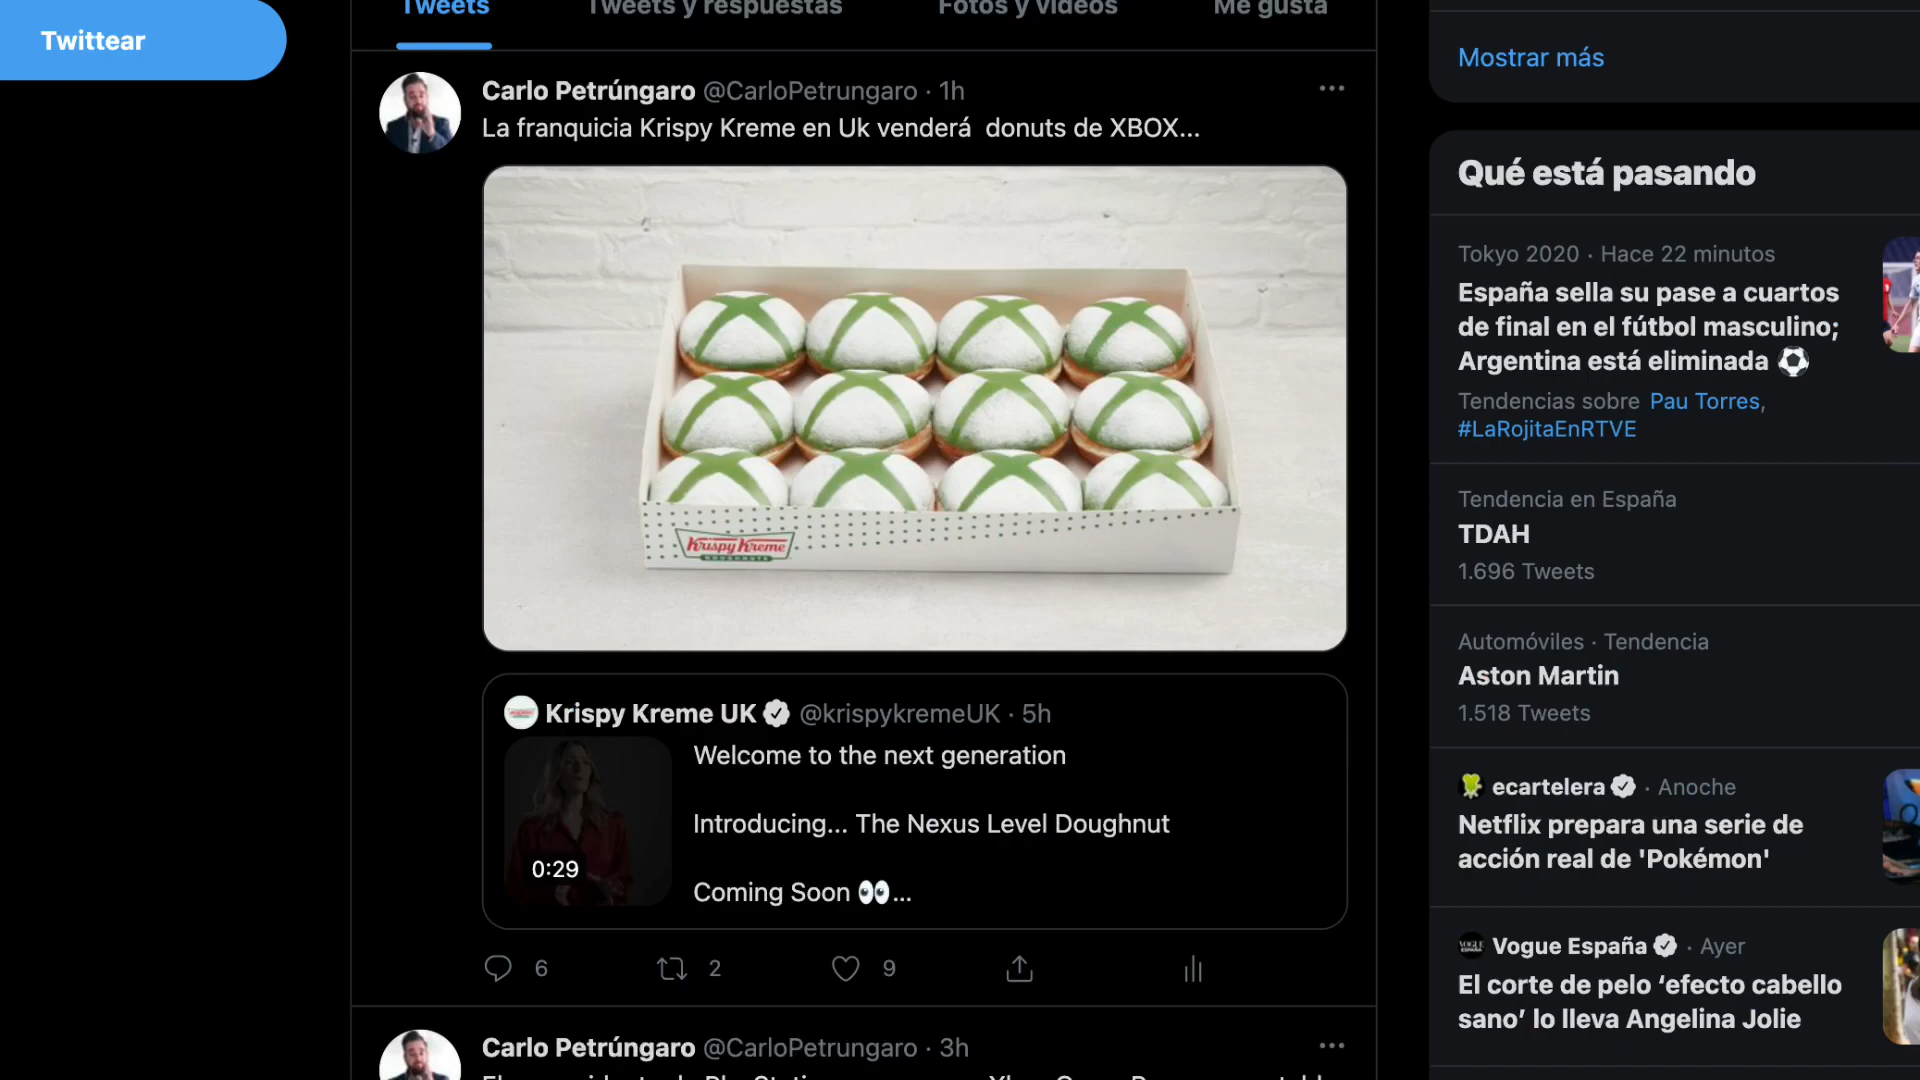 Twittear
Tweets
Tweets y respuestas
Fotos y vídeos
Me gusta
Carlo Petrúngaro @CarloPetrungaro · 1h
La franquicia Krispy Kreme en Uk venderá donuts de XBOX...
Krispy Kreme
DOUGHNUTS
Krispy Kreme UK @krispykremeUK · 5h
Welcome to the next generation
Introducing... The Nexus Level Doughnut
Coming Soon 👀...
0:29
6
2
9
Carlo Petrúngaro @CarloPetrungaro · 3h
Mostrar más
Qué está pasando
Tokyo 2020 · Hace 22 minutos
España sella su pase a cuartos
de final en el fútbol masculino;
Argentina está eliminada ⚽
Tendencias sobre Pau Torres,
#LaRojitaEnRTVE
Tendencia en España
TDAH
1.696 Tweets
Automóviles · Tendencia
Aston Martin
1.518 Tweets
ecartelera · Anoche
Netflix prepara una serie de
acción real de 'Pokémon'
VOGUE
ESPAÑA
Vogue España · Ayer
El corte de pelo ‘efecto cabello
sano’ lo lleva Angelina Jolie